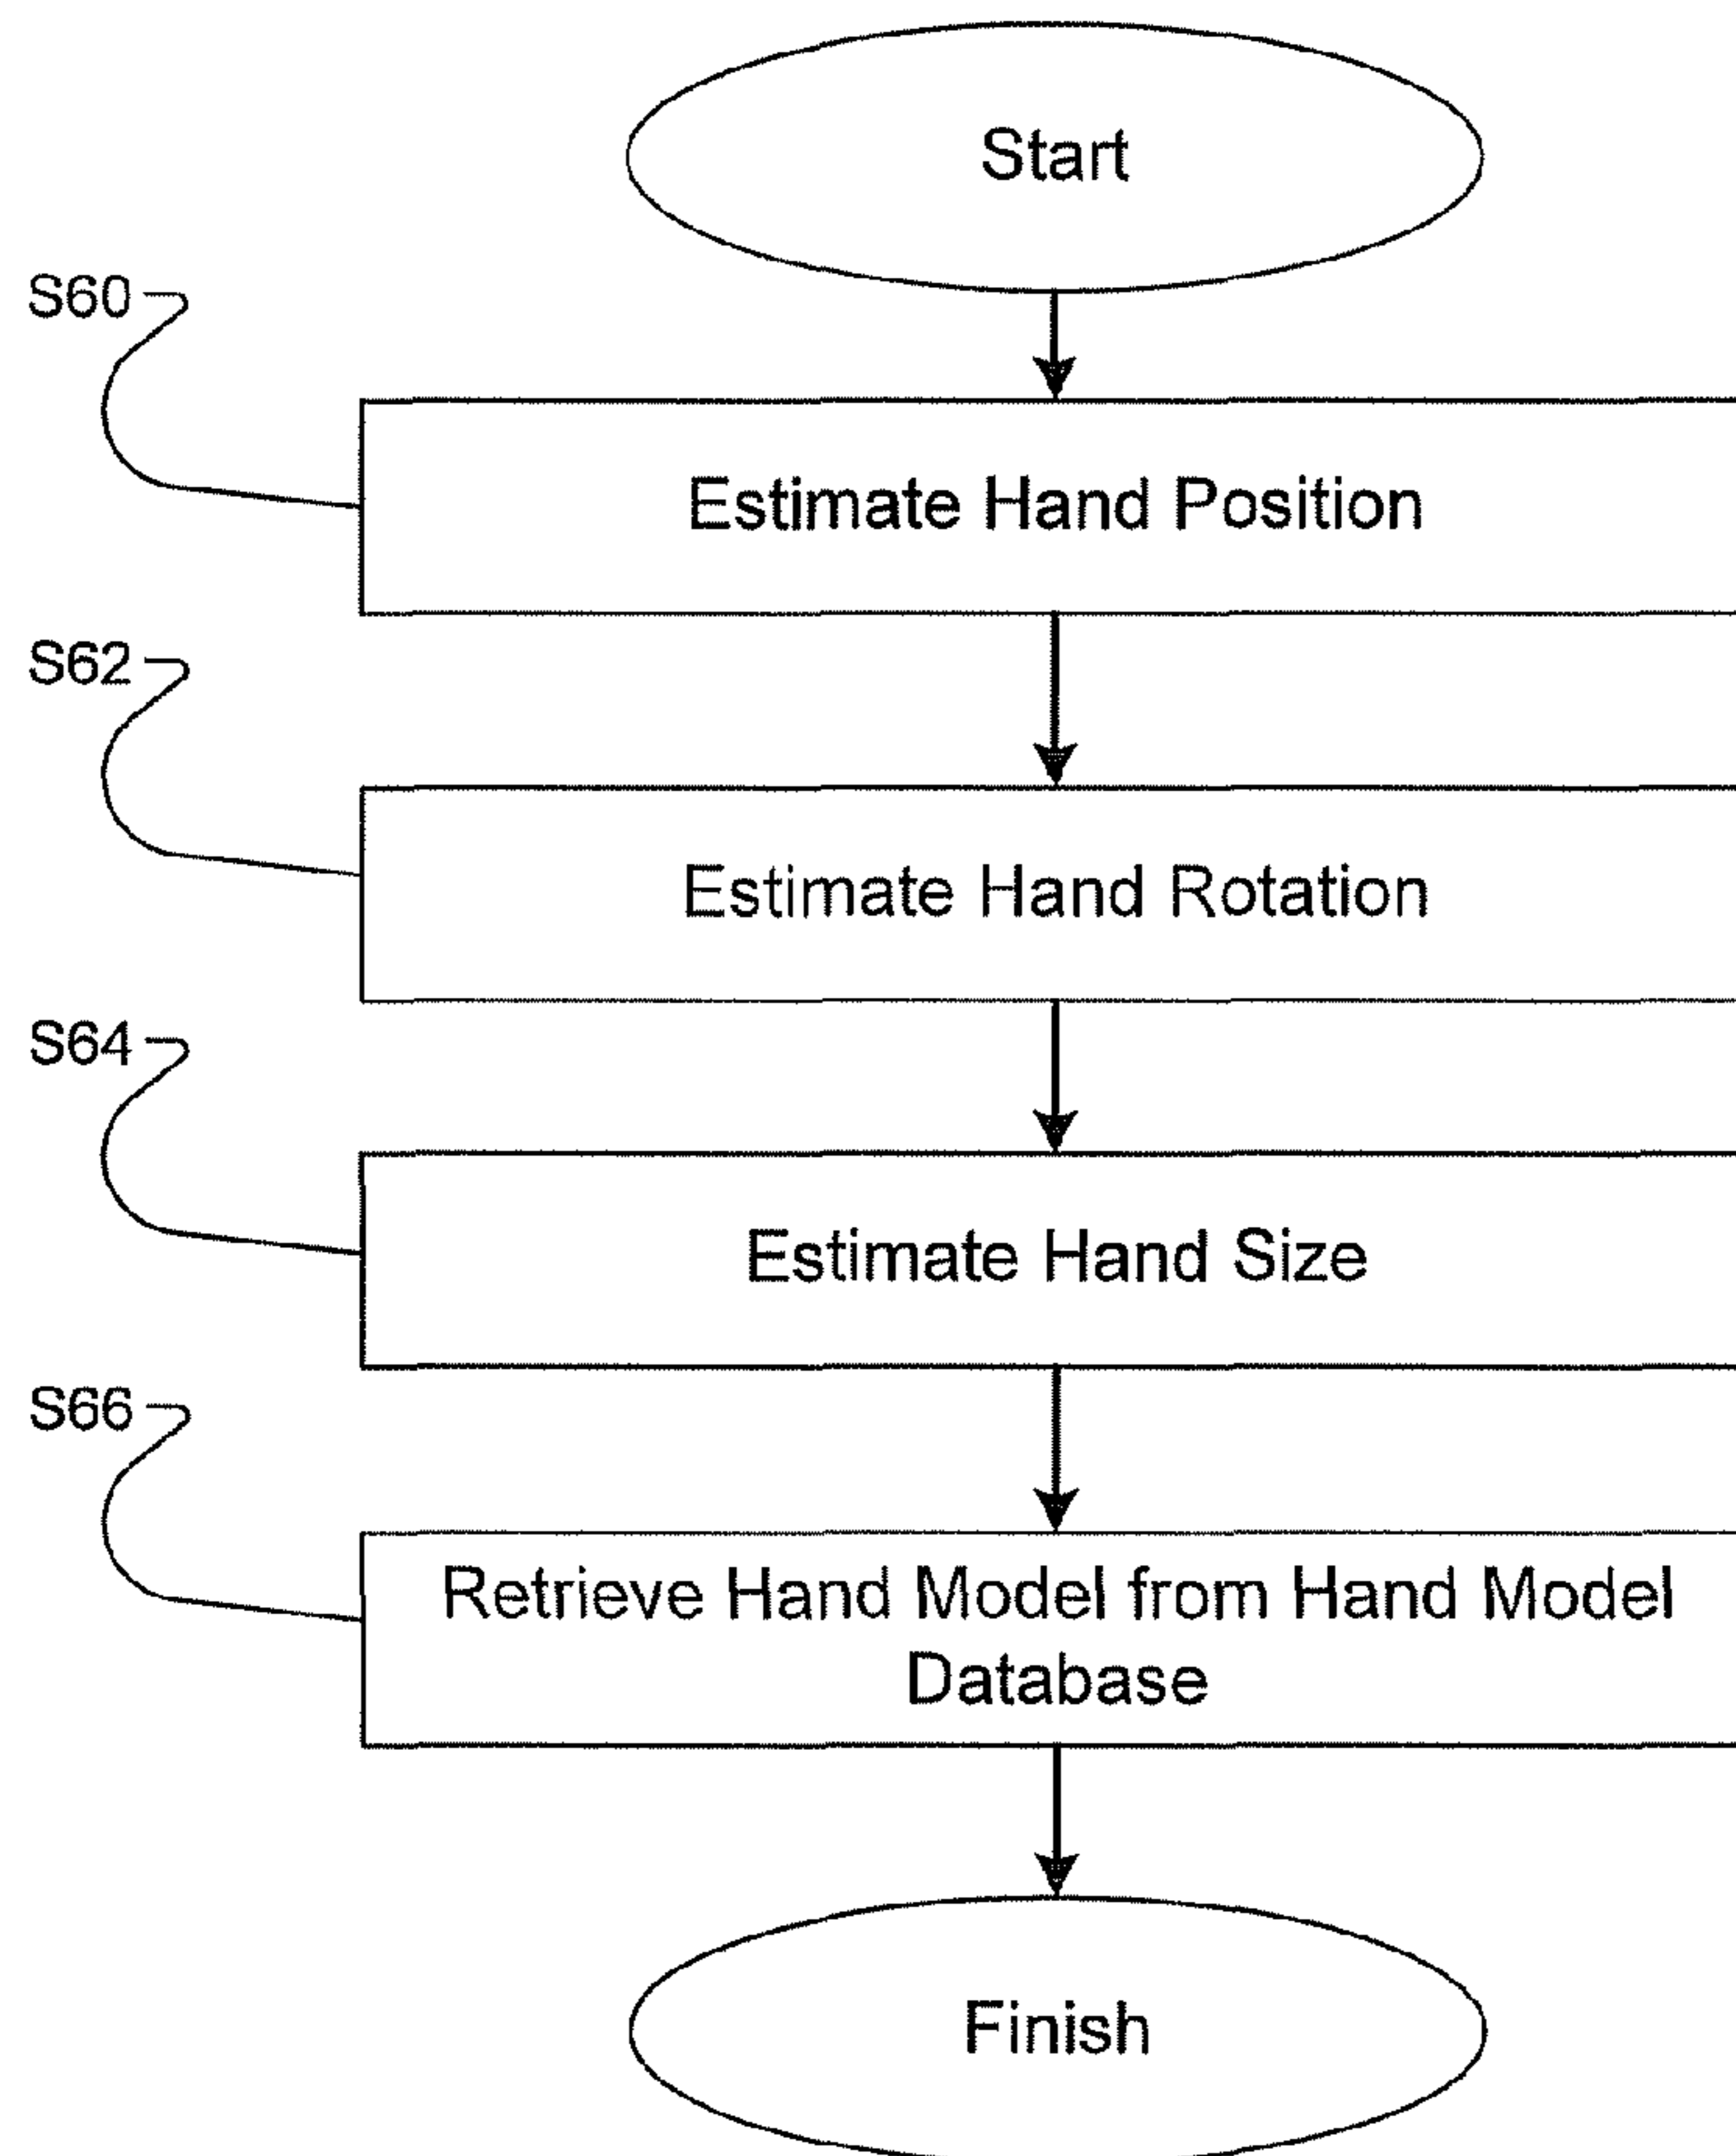 Start
S60
Estimate Hand Position
S62
Estimate Hand Rotation
S64
Estimate Hand Size
S66
Retrieve Hand Model from Hand Model
Database
Finish